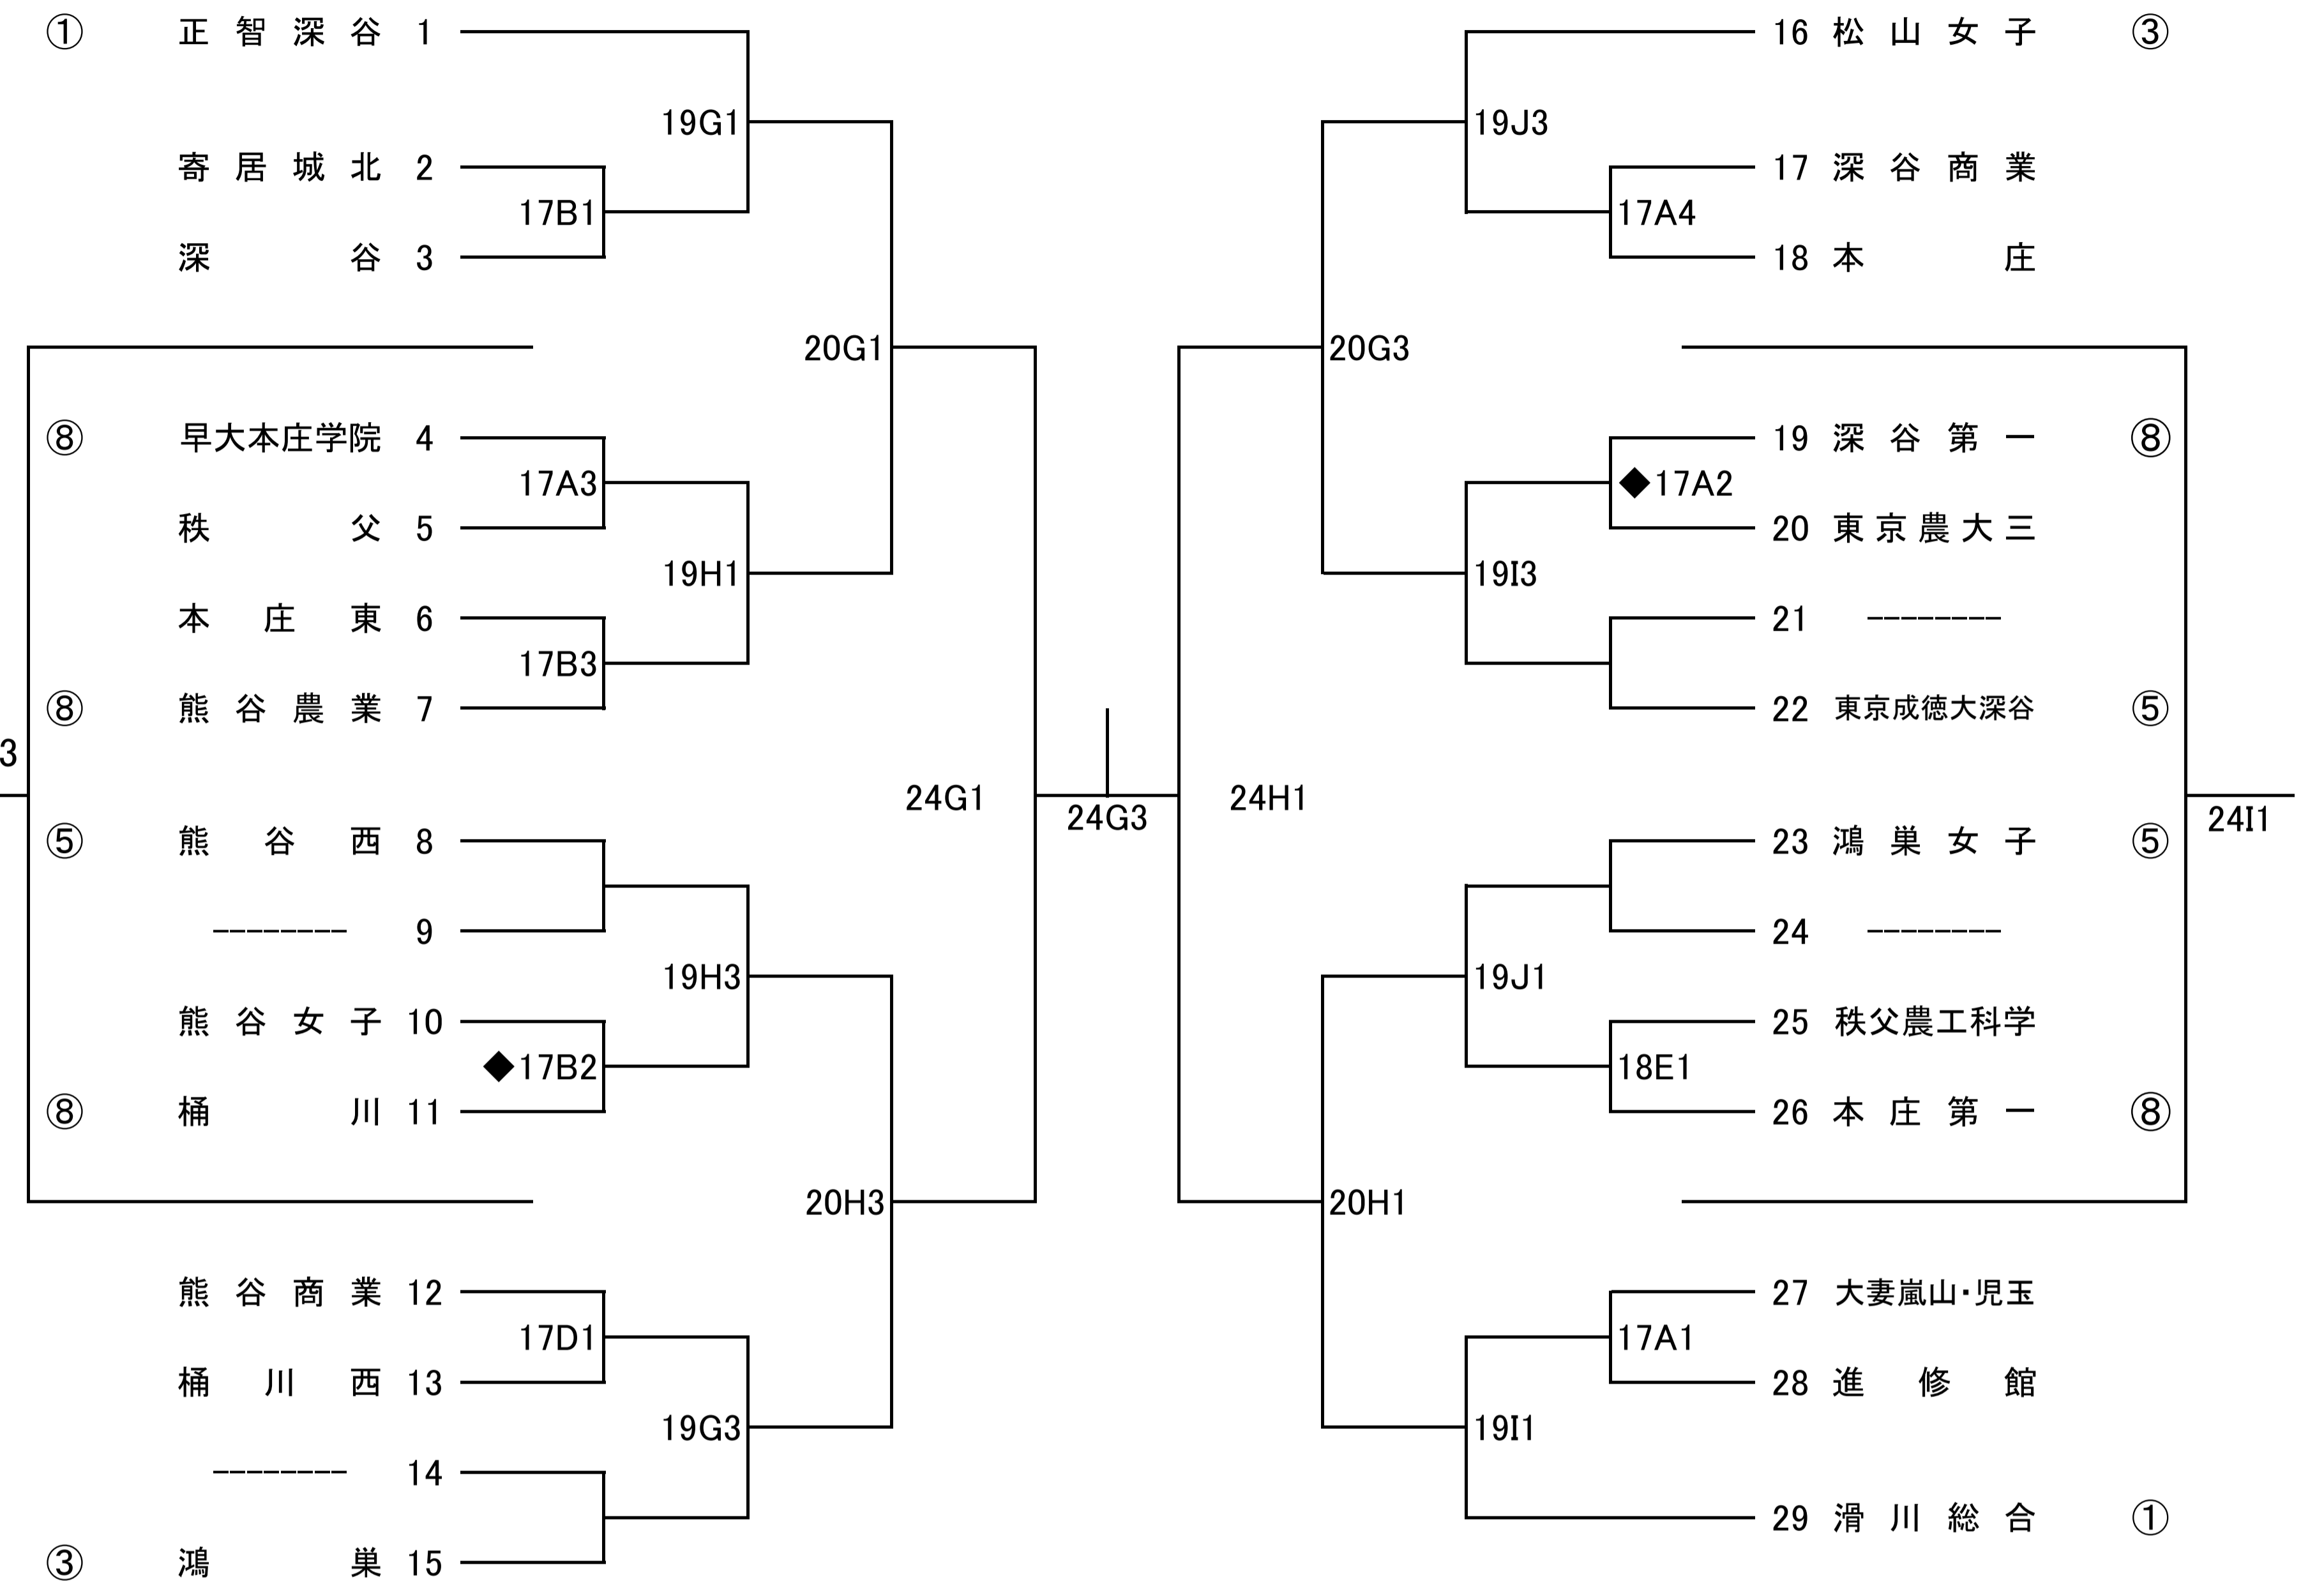 ① 正智深谷 1
16 松山女子 ③
19G1
19J3
寄居城北 2
17 深谷商業
17B1
17A4
深谷 3
18 本庄
20G1
20G3
⑧ 早大本庄学院 4
19 深谷第一 ⑧
17A3
◆17A2
秩父 5
20 東京農大三
19H1
19I3
本庄東 6
21 --------
17B3
⑧ 熊谷農業 7
22 東京成徳大深谷 ⑤
3
24G1
24G3
24H1
24I1
⑤ 熊谷西 8
23 鴻巣女子 ⑤
-------- 9
24 --------
19H3
19J1
熊谷女子 10
25 秩父農工科学
◆17B2
18E1
⑧ 桶川 11
26 本庄第一 ⑧
20H3
20H1
熊谷商業 12
27 大妻嵐山・児玉
17D1
17A1
桶川西 13
28 進修館
19G3
19I1
-------- 14
29 滑川総合 ①
③ 鴻巣 15